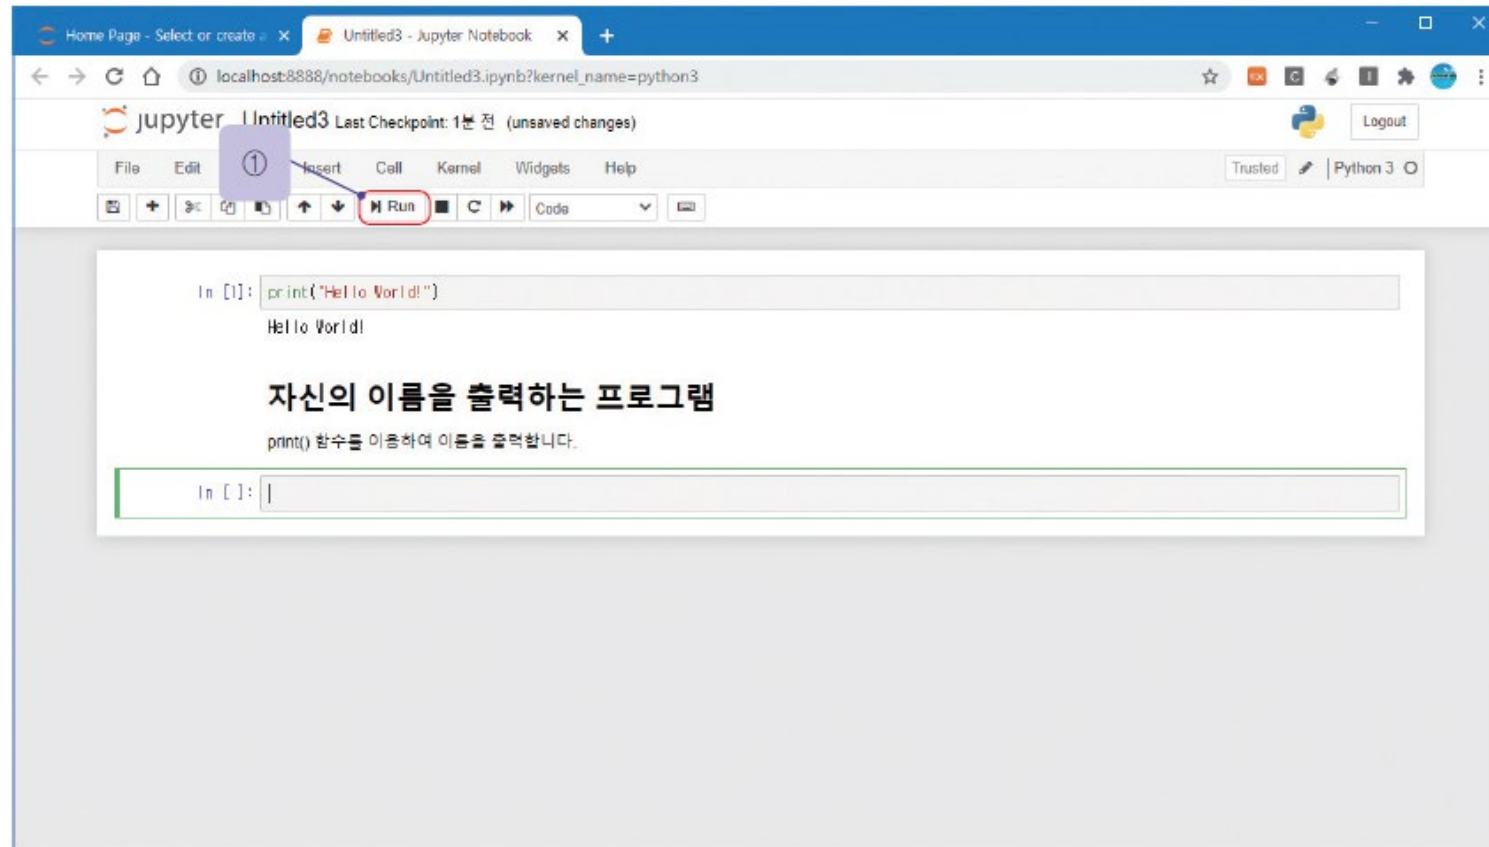 Home Page - Select or create a
Untitled3 - Jupyter Notebook
localhost:8888/notebooks/Untitled3.ipynb?kernel_name=python3
jupyter Untitled3 Last Checkpoint: 1분 전 (unsaved changes)
Logout
File Edit Insert Cell Kernel Widgets Help
Trusted Python 3
①
Run
Code
In [1]: print("Hello World!")
Hello World!
자신의 이름을 출력하는 프로그램
print() 함수를 이용하여 이름을 출력합니다.
In [ ]: